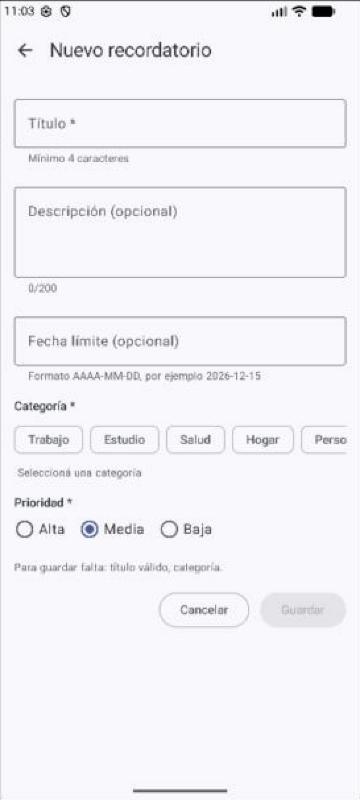 11:03
Nuevo recordatorio
Título *
Mínimo 4 caracteres
Descripción (opcional)
0/200
Fecha límite (opcional)
Formato AAAA-MM-DD, por ejemplo 2026-12-15
Categoría *
Trabajo Estudio Salud Hogar Perso
Seleccioná una categoría
Prioridad *
Alta Media Baja
Para guardar falta: título válido, categoría.
Cancelar Guardar